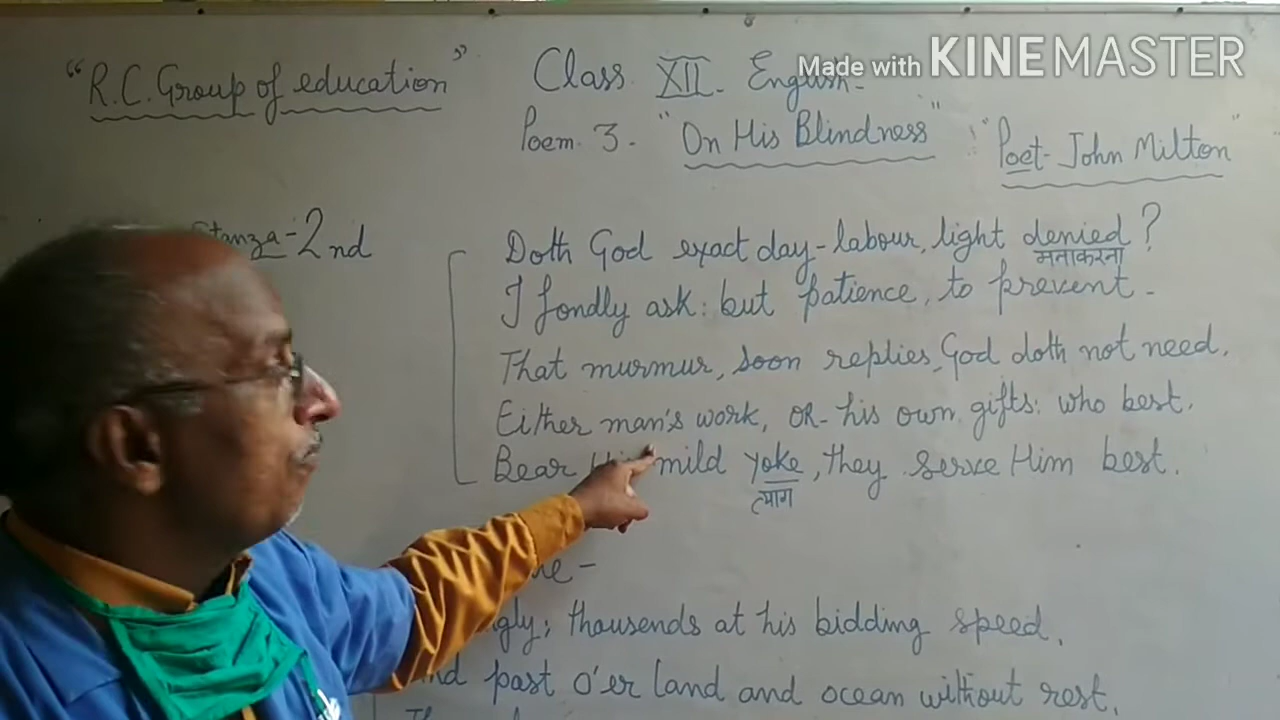 "R.C. Group of education"
Class XII English-
Made with KINEMASTER
Poem 3. "On His Blindness"
"Poet- John Milton"
Stanza-2nd
Doth God exact day-labour, light denied?
मनाकरना
I fondly ask: but patience, to prevent-
That murmur, soon replies, God doth not need.
Either man's work, OR- his own gifts: who best.
Bear mild yoke, they serve Him best.
त्याग
thousends at his bidding speed.
past o'er land and ocean without rest.